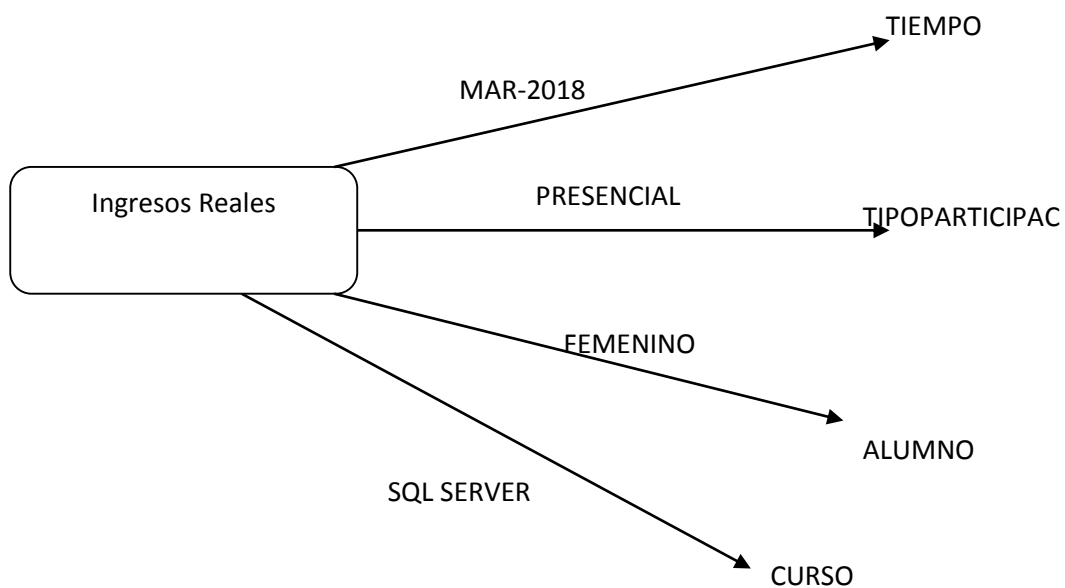 TIEMPO
MAR-2018
Ingresos Reales
PRESENCIAL
TIPOPARTICIPAC
FEMENINO
ALUMNO
SQL SERVER
CURSO